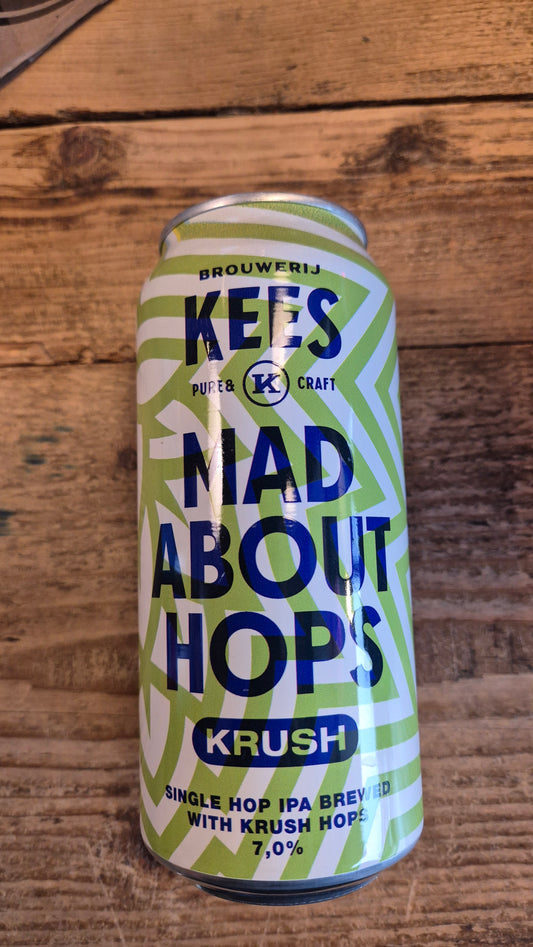 BROUWERIJ
KEES
PURE & K CRAFT
MAD
ABOUT
HOPS
KRUSH
SINGLE HOP IPA BREWED
WITH KRUSH HOPS
7,0%